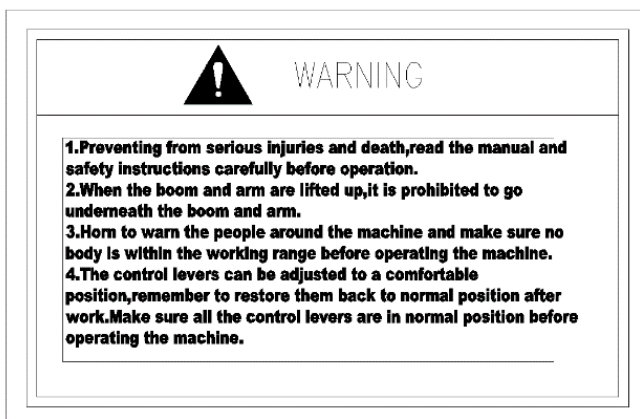 WARNING
1.Preventing from serious injuries and death,read the manual and
safety instructions carefully before operation.
2.When the boom and arm are lifted up,it is prohibited to go
underneath the boom and arm.
3.Horn to warn the people around the machine and make sure no
body is within the working range before operating the machine.
4.The control levers can be adjusted to a comfortable
position,remember to restore them back to normal position after
work.Make sure all the control levers are in normal position before
operating the machine.